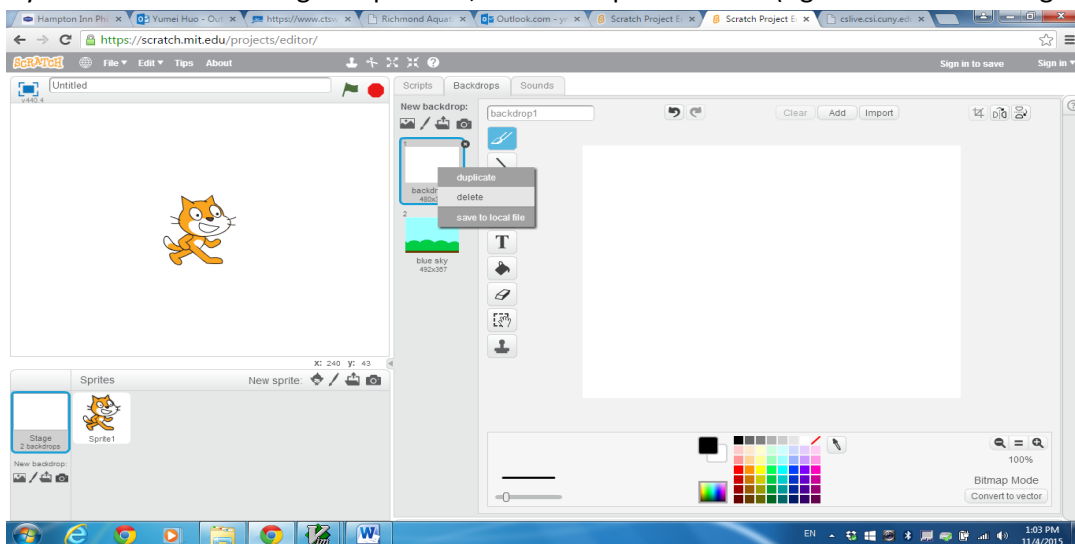 Hampton Inn Phi
Yumei Huo - Out
https://www.ctsv
Richmond Aquat
Outlook.com - yr
Scratch Project E
Scratch Project E
cslive.csi.cuny.ed
https://scratch.mit.edu/projects/editor/
SCRATCH File Edit Tips About Sign in to save Sign in
Untitled
v440.4
Scripts Backdrops Sounds
New backdrop:
backdrop1
Clear Add Import
1
duplicate
delete
save to local file
backdr
480x
2
blue sky
492x367
T
X: 240 y: 43
Sprites New sprite:
Stage
2 backdrops
Sprite1
New backdrop:
100%
Bitmap Mode
Convert to vector
EN
1:03 PM
11/4/2015